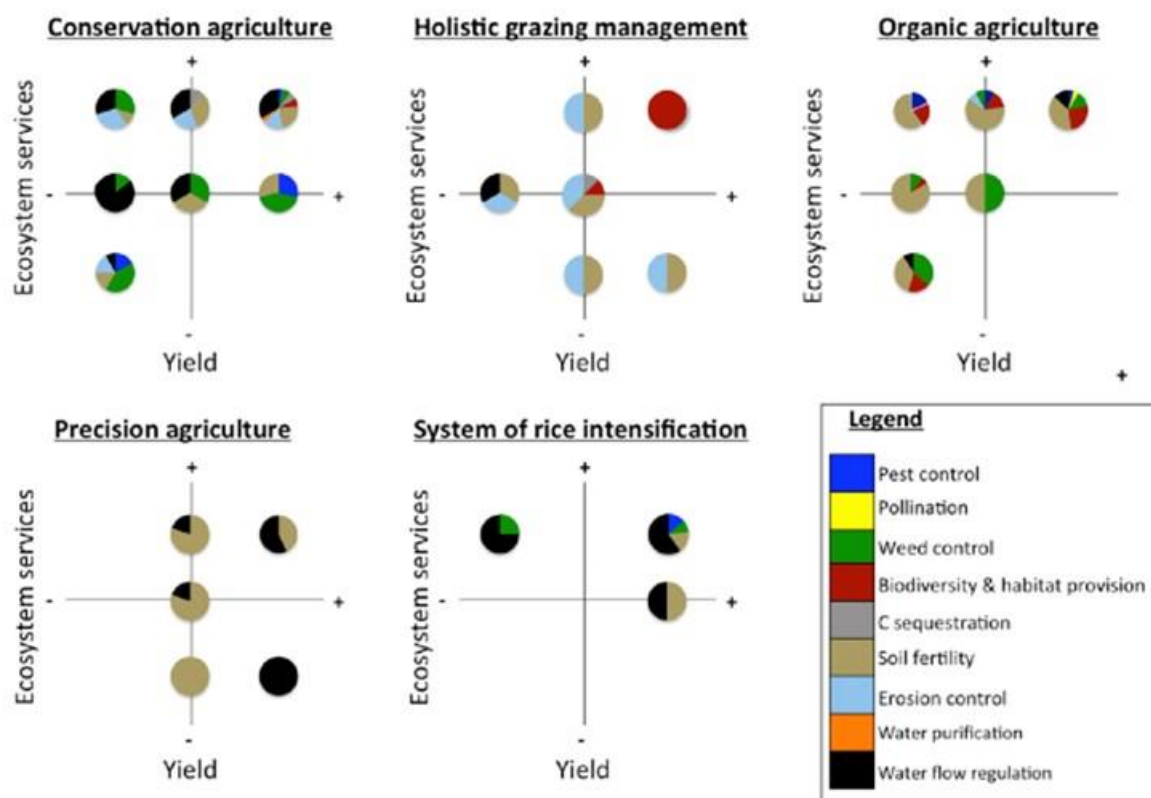 Conservation agriculture
+
Ecosystem services
-
+
-
Yield
Holistic grazing management
+
Ecosystem services
-
+
-
Yield
Organic agriculture
+
Ecosystem services
-
-
Yield
+
Precision agriculture
+
Ecosystem services
-
+
-
Yield
System of rice intensification
+
Ecosystem services
-
+
-
Yield
Legend
Pest control
Pollination
Weed control
Biodiversity & habitat provision
C sequestration
Soil fertility
Erosion control
Water purification
Water flow regulation